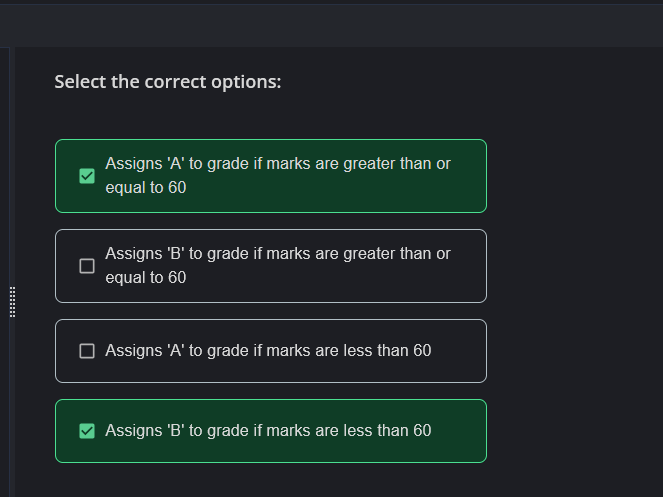 Select the correct options:
Assigns 'A' to grade if marks are greater than or
equal to 60
Assigns 'B' to grade if marks are greater than or
equal to 60
Assigns 'A' to grade if marks are less than 60
Assigns 'B' to grade if marks are less than 60